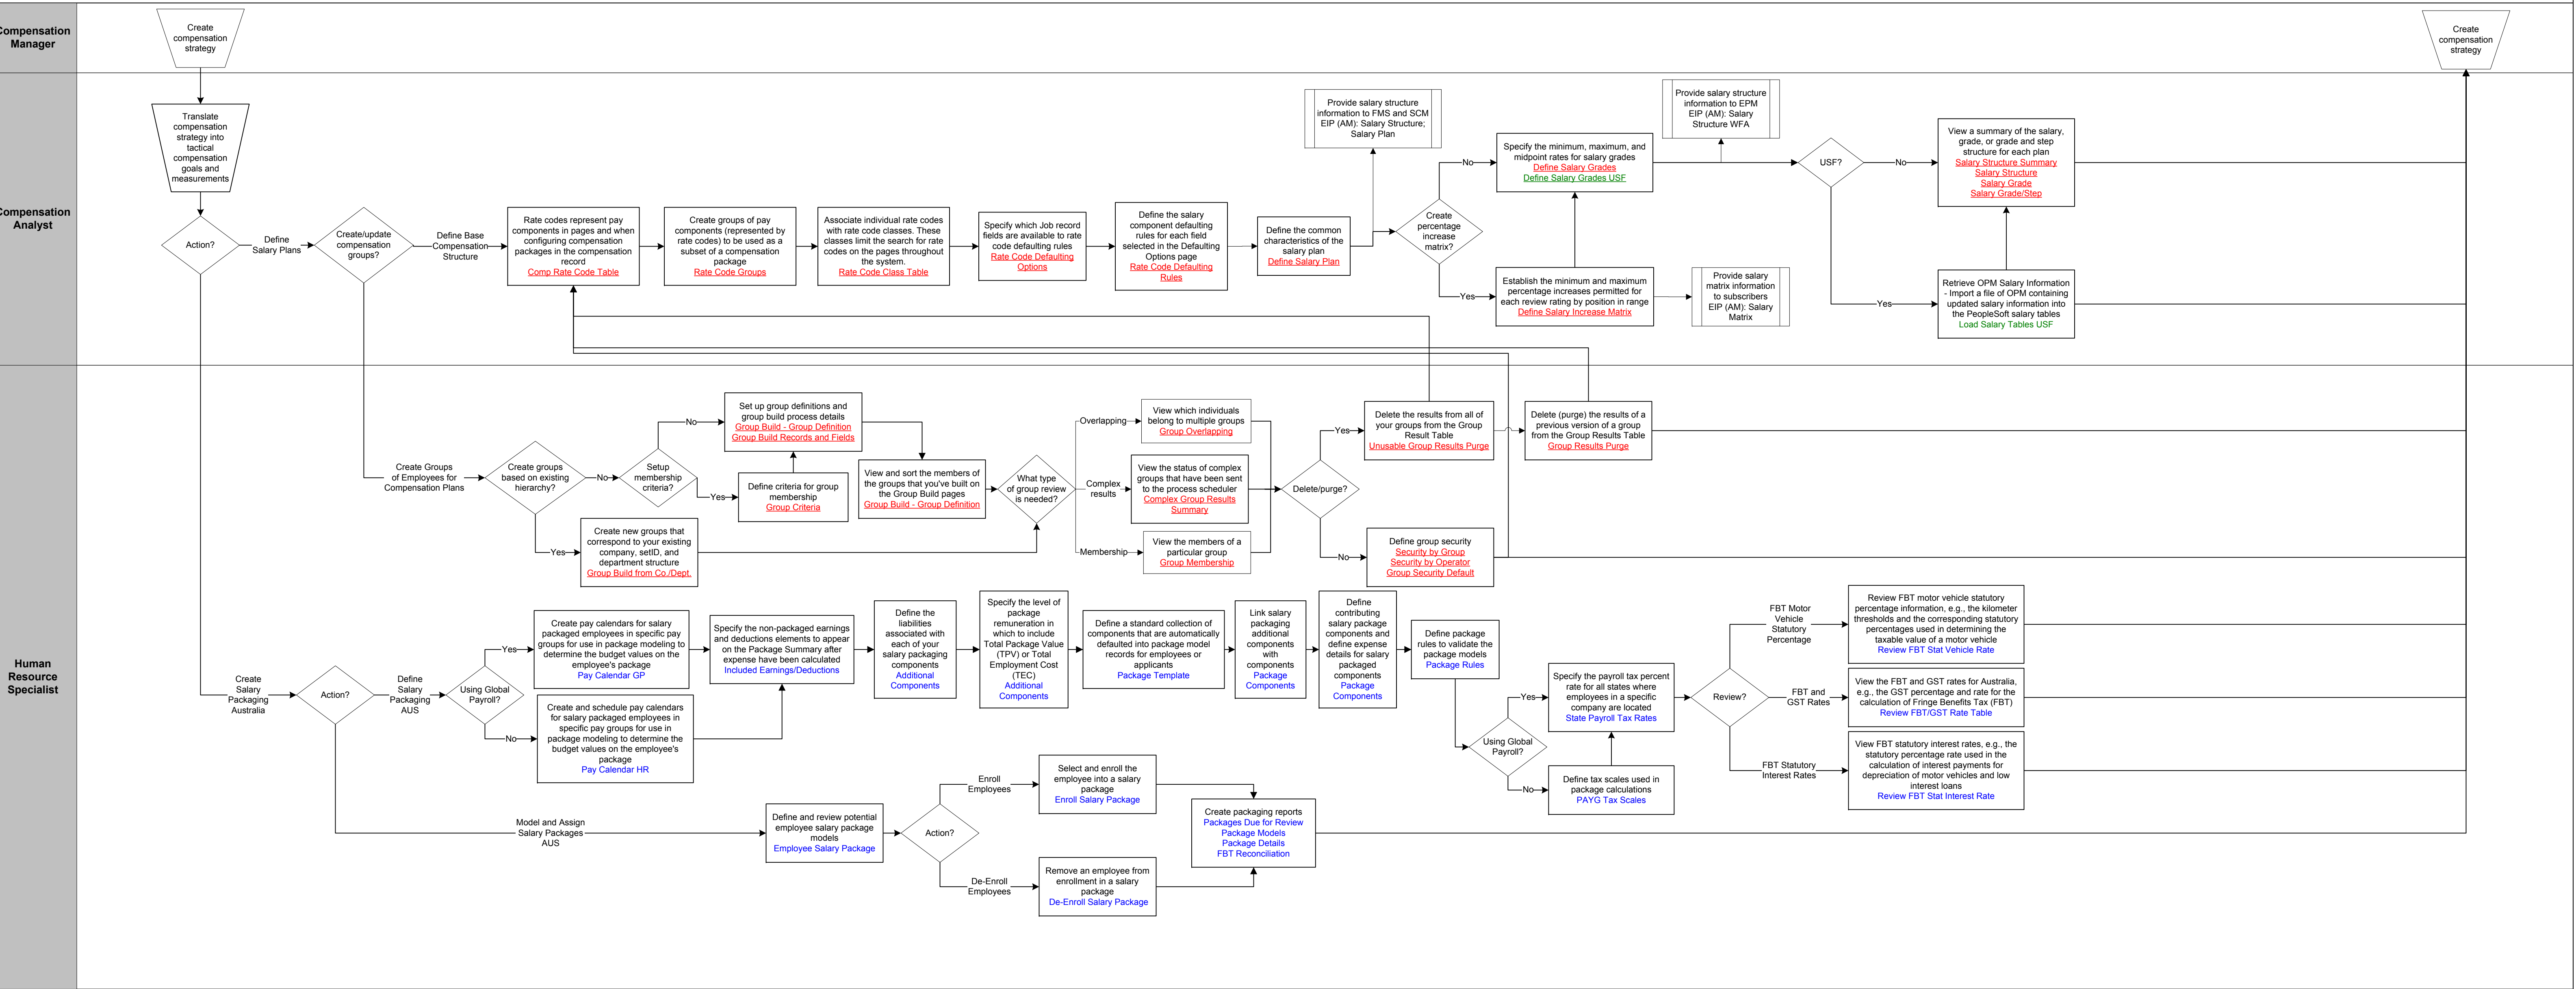 Compensation
Manager
Create
compensation
strategy
Create
compensation
strategy
Compensation
Analyst
Translate
compensation
strategy into
tactical
compensation
goals and
measurements
Action?
Define
Salary Plans
Create/update
compensation
groups?
Define Base
Compensation
Structure
Rate codes represent pay
components in pages and when
configuring compensation
packages in the compensation
record
Comp Rate Code Table
Create groups of pay
components (represented by
rate codes) to be used as a
subset of a compensation
package
Rate Code Groups
Associate individual rate codes
with rate code classes. These
classes limit the search for rate
codes on the pages throughout
the system.
Rate Code Class Table
Specify which Job record
fields are available to rate
code defaulting rules
Rate Code Defaulting
Options
Define the salary
component defaulting
rules for each field
selected in the Defaulting
Options page
Rate Code Defaulting
Rules
Define the common
characteristics of the
salary plan
Define Salary Plan
Provide salary structure
information to FMS and SCM
EIP (AM): Salary Structure;
Salary Plan
Create
percentage
increase
matrix?
No
Specify the minimum, maximum, and
midpoint rates for salary grades
Define Salary Grades
Define Salary Grades USF
Yes
Establish the minimum and maximum
percentage increases permitted for
each review rating by position in range
Define Salary Increase Matrix
Provide salary structure
information to EPM
EIP (AM): Salary
Structure WFA
Provide salary
matrix information
to subscribers
EIP (AM): Salary
Matrix
USF?
No
View a summary of the salary,
grade, or grade and step
structure for each plan
Salary Structure Summary
Salary Structure
Salary Grade
Salary Grade/Step
Yes
Retrieve OPM Salary Information
- Import a file of OPM containing
updated salary information into
the PeopleSoft salary tables
Load Salary Tables USF
Human
Resource
Specialist
Create Groups
of Employees for
Compensation Plans
Create groups
based on existing
hierarchy?
No
Setup
membership
criteria?
No
Set up group definitions and
group build process details
Group Build - Group Definition
Group Build Records and Fields
Yes
Define criteria for group
membership
Group Criteria
Yes
Create new groups that
correspond to your existing
company, setID, and
department structure
Group Build from Co./Dept.
View and sort the members of
the groups that you've built on
the Group Build pages
Group Build - Group Definition
What type
of group review
is needed?
Overlapping
View which individuals
belong to multiple groups
Group Overlapping
Complex
results
View the status of complex
groups that have been sent
to the process scheduler
Complex Group Results
Summary
Membership
View the members of a
particular group
Group Membership
Delete/purge?
Yes
Delete the results from all of
your groups from the Group
Result Table
Unusable Group Results Purge
Delete (purge) the results of a
previous version of a group
from the Group Results Table
Group Results Purge
No
Define group security
Security by Group
Security by Operator
Group Security Default
Create
Salary
Packaging
Australia
Action?
Define
Salary
Packaging
AUS
Using Global
Payroll?
Yes
Create pay calendars for salary
packaged employees in specific pay
groups for use in package modeling to
determine the budget values on the
employee's package
Pay Calendar GP
No
Create and schedule pay calendars
for salary packaged employees in
specific pay groups for use in
package modeling to determine the
budget values on the employee's
package
Pay Calendar HR
Specify the non-packaged earnings
and deductions elements to appear
on the Package Summary after
expense have been calculated
Included Earnings/Deductions
Define the
liabilities
associated with
each of your
salary packaging
components
Additional
Components
Specify the level of
package
remuneration in
which to include
Total Package Value
(TPV) or Total
Employment Cost
(TEC)
Additional
Components
Define a standard collection of
components that are automatically
defaulted into package model
records for employees or
applicants
Package Template
Link salary
packaging
additional
components
with
components
Package
Components
Define
contributing
salary package
components and
define expense
details for salary
packaged
components
Package
Components
Define package
rules to validate the
package models
Package Rules
Using Global
Payroll?
Yes
Specify the payroll tax percent
rate for all states where
employees in a specific
company are located
State Payroll Tax Rates
No
Define tax scales used in
package calculations
PAYG Tax Scales
Review?
FBT Motor
Vehicle
Statutory
Percentage
Review FBT motor vehicle statutory
percentage information, e.g., the kilometer
thresholds and the corresponding statutory
percentages used in determining the
taxable value of a motor vehicle
Review FBT Stat Vehicle Rate
FBT and
GST Rates
View the FBT and GST rates for Australia,
e.g., the GST percentage and rate for the
calculation of Fringe Benefits Tax (FBT)
Review FBT/GST Rate Table
FBT Statutory
Interest Rates
View FBT statutory interest rates, e.g., the
statutory percentage rate used in the
calculation of interest payments for
depreciation of motor vehicles and low
interest loans
Review FBT Stat Interest Rate
Model and Assign
Salary Packages
AUS
Define and review potential
employee salary package
models
Employee Salary Package
Action?
Enroll
Employees
Select and enroll the
employee into a salary
package
Enroll Salary Package
De-Enroll
Employees
Remove an employee from
enrollment in a salary
package
De-Enroll Salary Package
Create packaging reports
Packages Due for Review
Package Models
Package Details
FBT Reconciliation